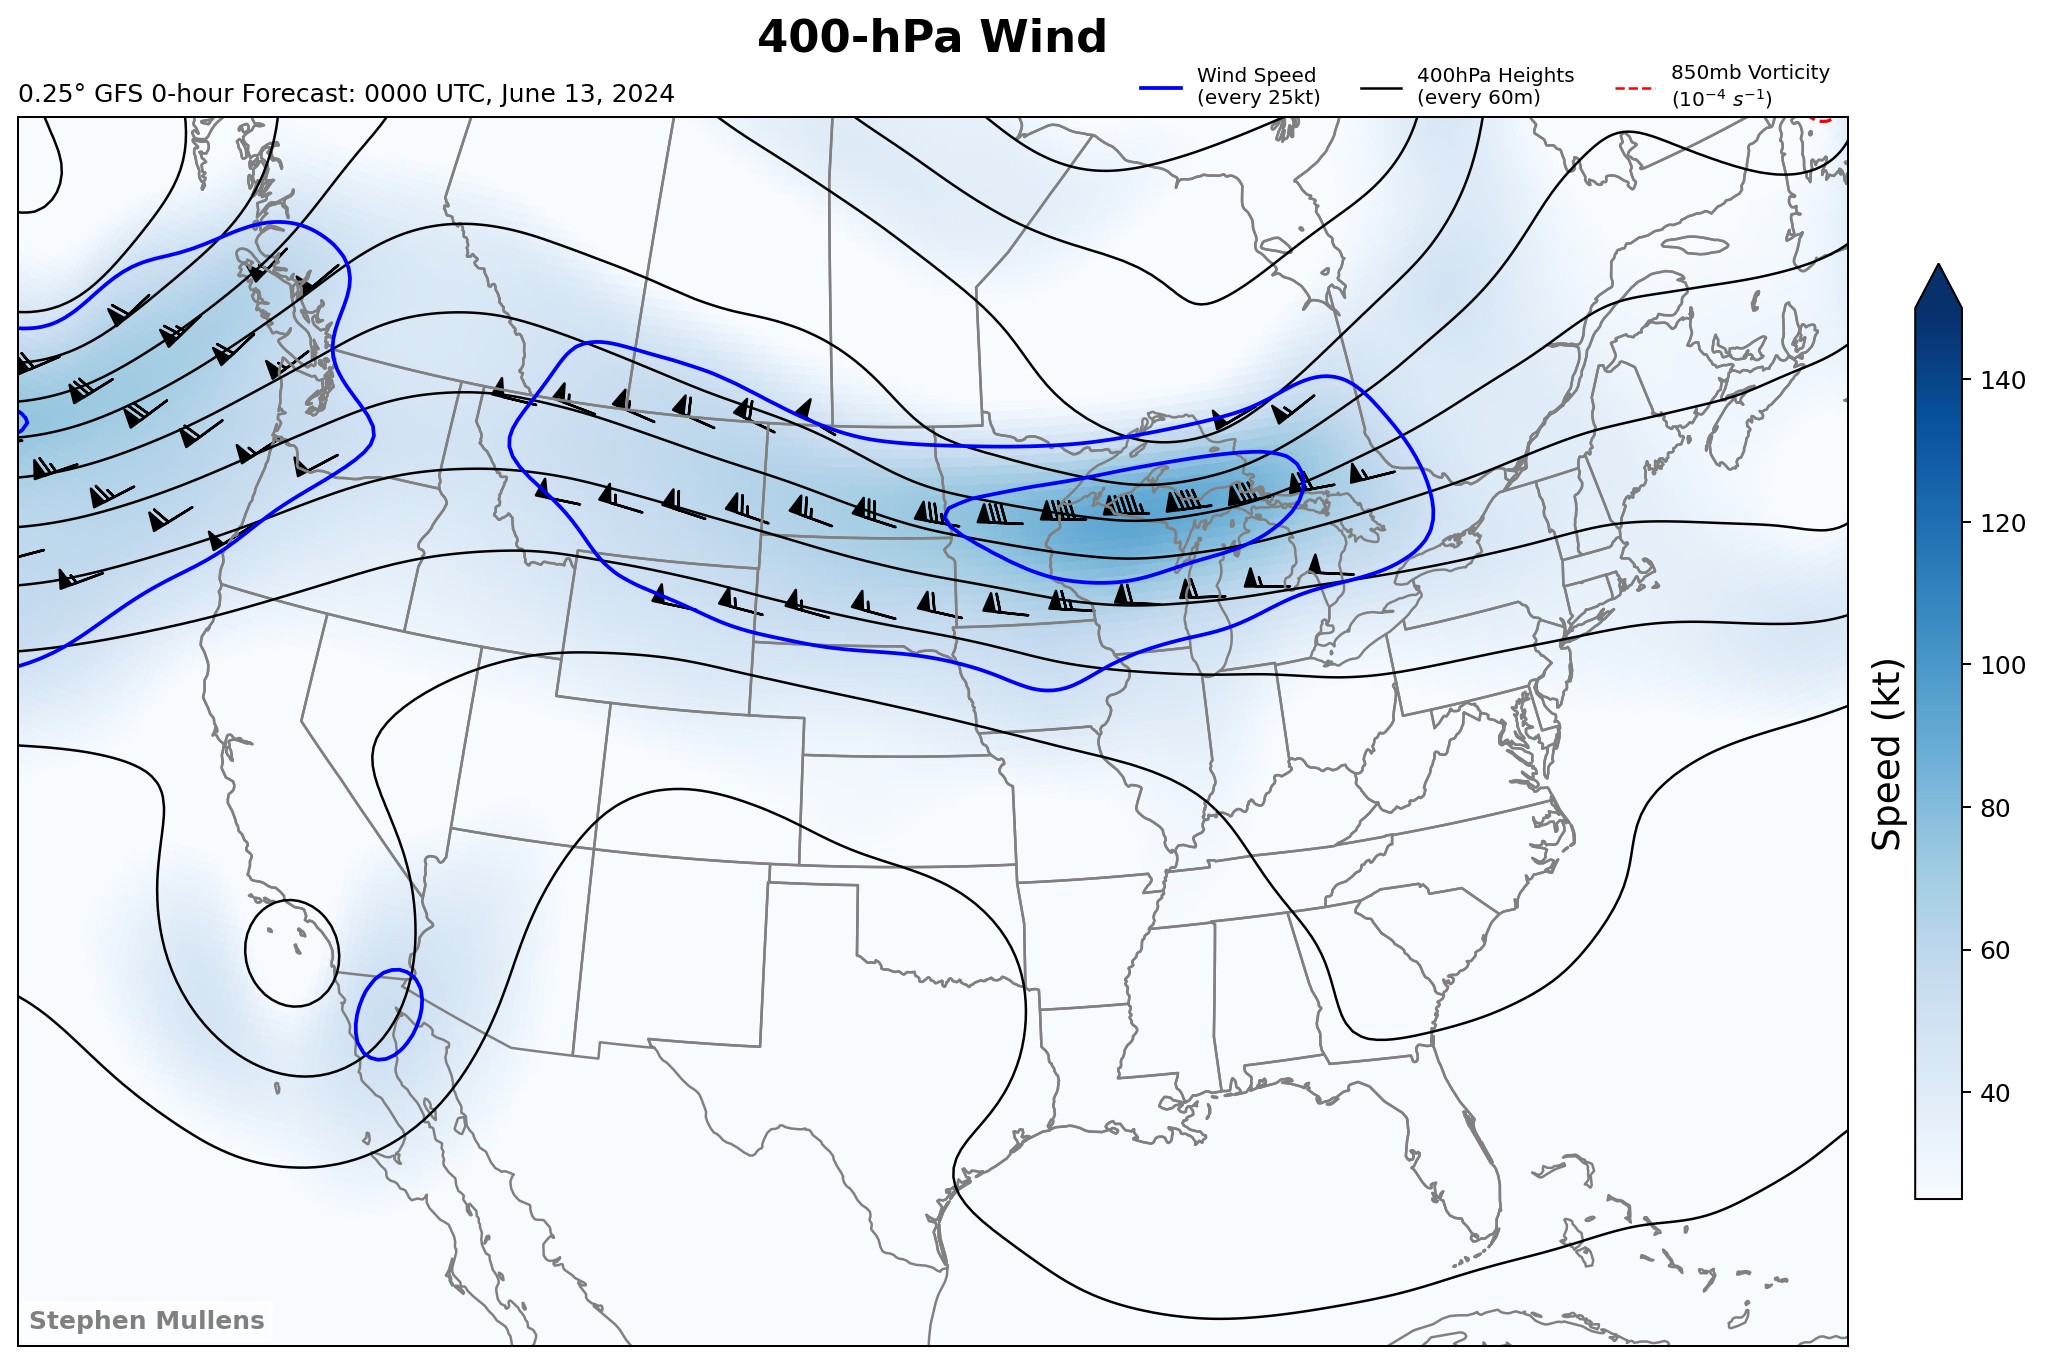 400-hPa Wind
0.25° GFS 0-hour Forecast: 0000 UTC, June 13, 2024
Wind Speed
(every 25kt)
400hPa Heights
(every 60m)
850mb Vorticity
(10⁻⁴ s⁻¹)
140
120
100
80
60
40
Speed (kt)
Stephen Mullens